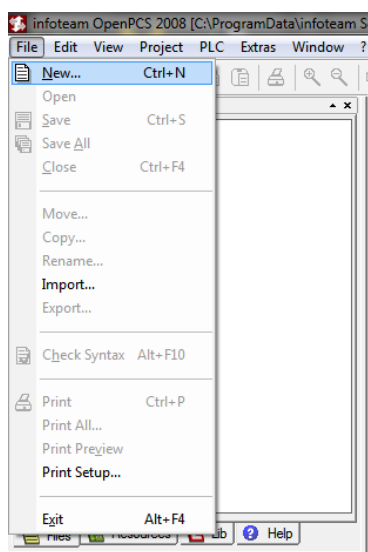 infoteam OpenPCS 2008 [C:\ProgramData\infoteam S
File Edit View Project PLC Extras Window ?
New... Ctrl+N
Open
Save Ctrl+S
Save All
Close Ctrl+F4
Move...
Copy...
Rename...
Import...
Export...
Check Syntax Alt+F10
Print Ctrl+P
Print All...
Print Preview
Print Setup...
Exit Alt+F4
Files Resources Lib Help